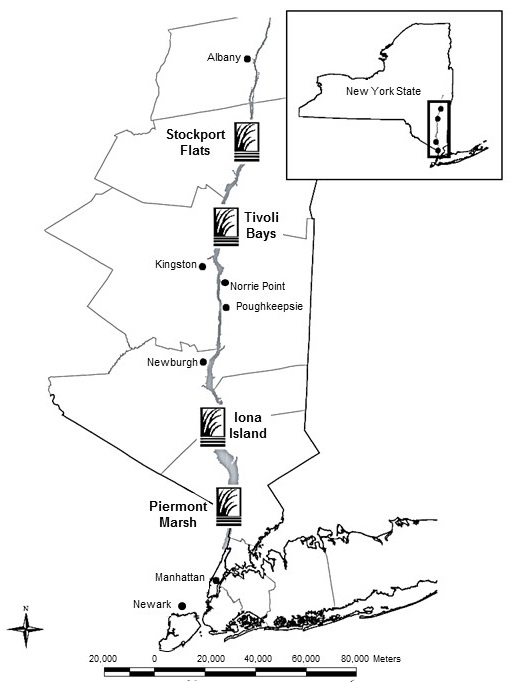 Albany
New York State
Stockport
Flats
Tivoli
Bays
Kingston
Norrie Point
Poughkeepsie
Newburgh
Iona
Island
Piermont
Marsh
Manhattan
Newark
N
20,000 0 20,000 40,000 60,000 80,000 Meters